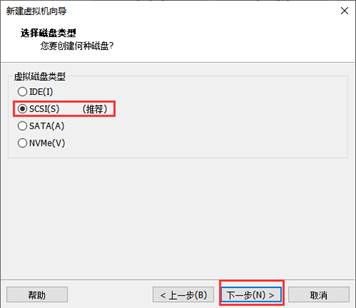 新建虚拟机向导
选择磁盘类型
您要创建何种磁盘?
虚拟磁盘类型
IDE(I)
SCSI(S) (推荐)
SATA(A)
NVMe(V)
帮助 < 上一步(B) 下一步(N) > 取消